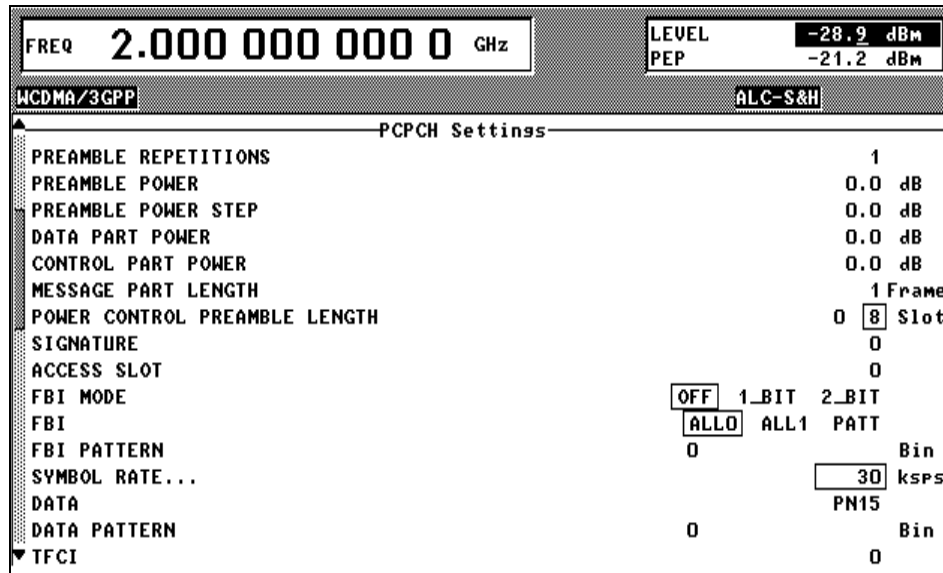 FREQ 2.000 000 000 0 GHz
LEVEL -28.9 dBm
PEP -21.2 dBm
WCDMA/3GPP ALC-S&H
PCPCH Settings
PREAMBLE REPETITIONS 1
PREAMBLE POWER 0.0 dB
PREAMBLE POWER STEP 0.0 dB
DATA PART POWER 0.0 dB
CONTROL PART POWER 0.0 dB
MESSAGE PART LENGTH 1 Frame
POWER CONTROL PREAMBLE LENGTH 0 8 Slot
SIGNATURE 0
ACCESS SLOT 0
FBI MODE OFF 1_BIT 2_BIT
FBI ALL0 ALL1 PATT
FBI PATTERN 0 Bin
SYMBOL RATE... 30 ksps
DATA PN15
DATA PATTERN 0 Bin
TFCI 0